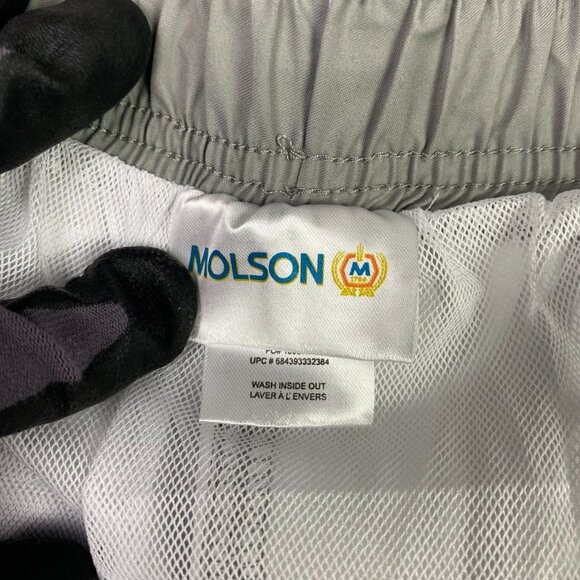 MOLSON
M
1786
UPC # 684393332384
WASH INSIDE OUT
LAVER À L' ENVERS